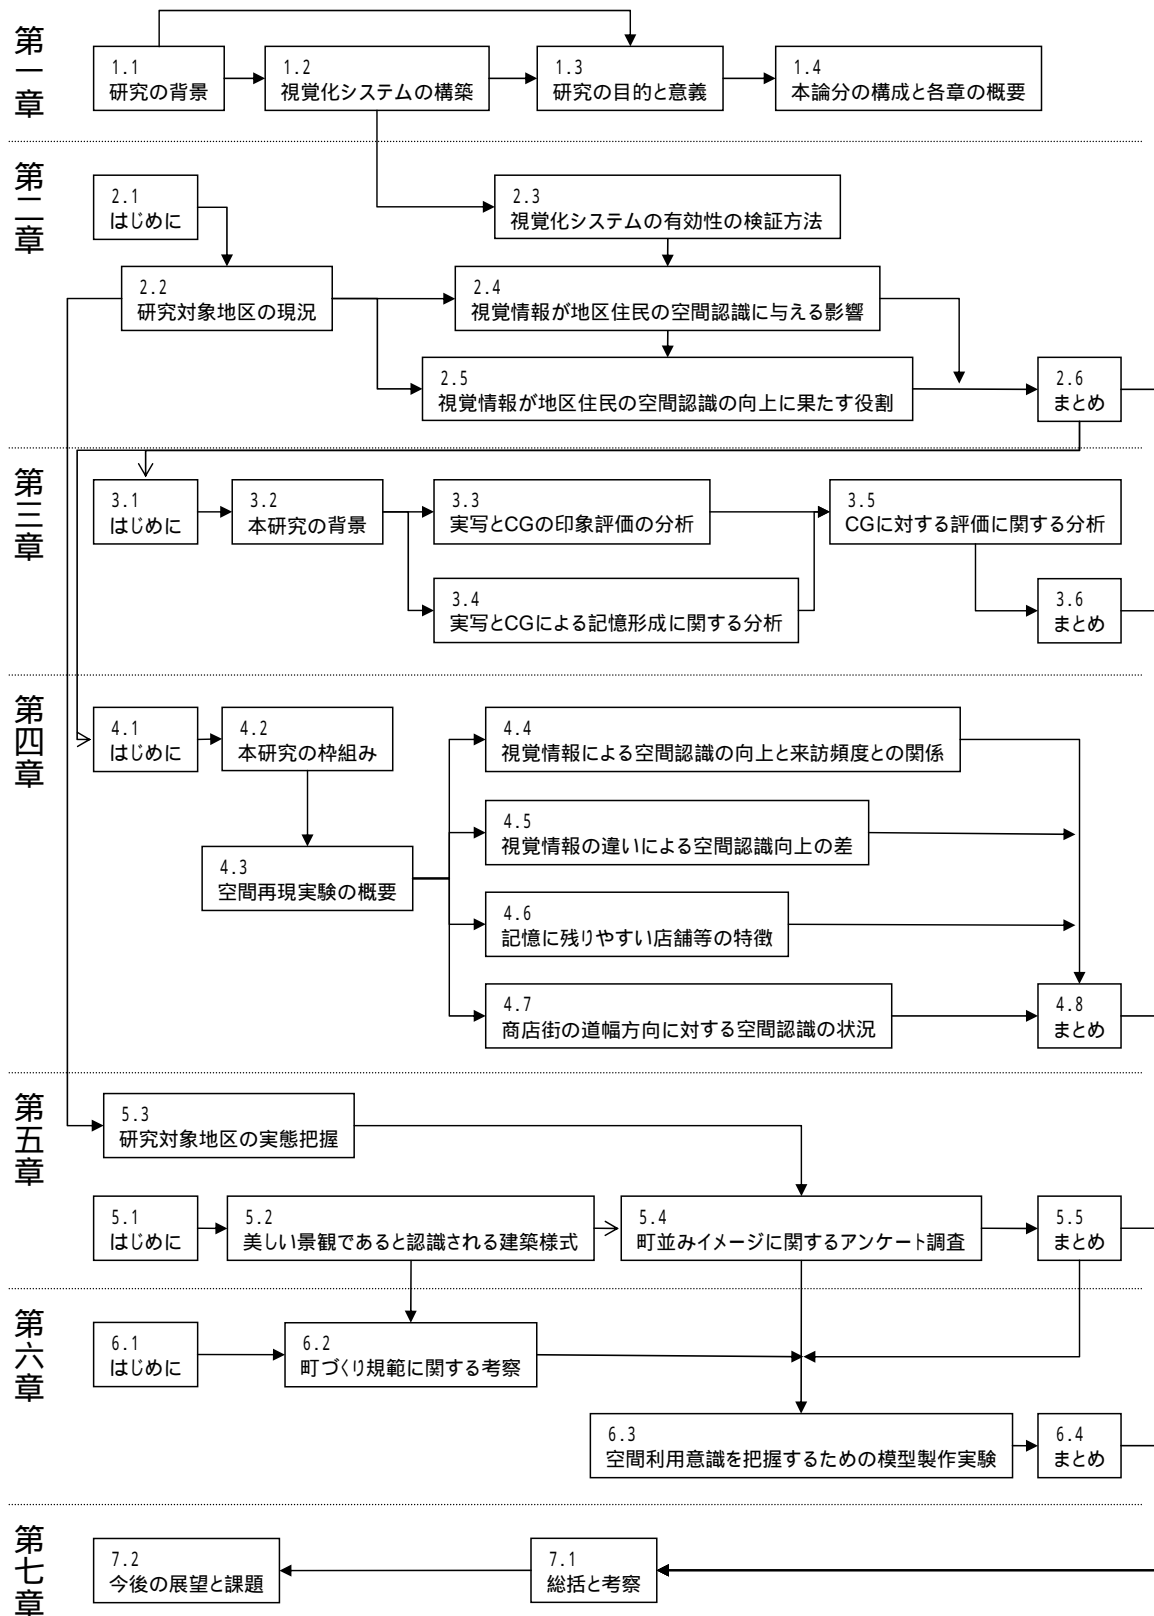 第一章
1.1
研究の背景
1.2
視覚化システムの構築
1.3
研究の目的と意義
1.4
本論分の構成と各章の概要
第二章
2.1
はじめに
2.3
視覚化システムの有効性の検証方法
2.2
研究対象地区の現況
2.4
視覚情報が地区住民の空間認識に与える影響
2.5
視覚情報が地区住民の空間認識の向上に果たす役割
2.6
まとめ
第三章
3.1
はじめに
3.2
本研究の背景
3.3
実写とCGの印象評価の分析
3.5
CGに対する評価に関する分析
3.4
実写とCGによる記憶形成に関する分析
3.6
まとめ
第四章
4.1
はじめに
4.2
本研究の枠組み
4.4
視覚情報による空間認識の向上と来訪頻度との関係
4.5
視覚情報の違いによる空間認識向上の差
4.3
空間再現実験の概要
4.6
記憶に残りやすい店舗等の特徴
4.7
商店街の道幅方向に対する空間認識の状況
4.8
まとめ
第五章
5.3
研究対象地区の実態把握
5.1
はじめに
5.2
美しい景観であると認識される建築様式
5.4
町並みイメージに関するアンケート調査
5.5
まとめ
第六章
6.1
はじめに
6.2
町づくり規範に関する考察
6.3
空間利用意識を把握するための模型製作実験
6.4
まとめ
第七章
7.2
今後の展望と課題
7.1
総括と考察